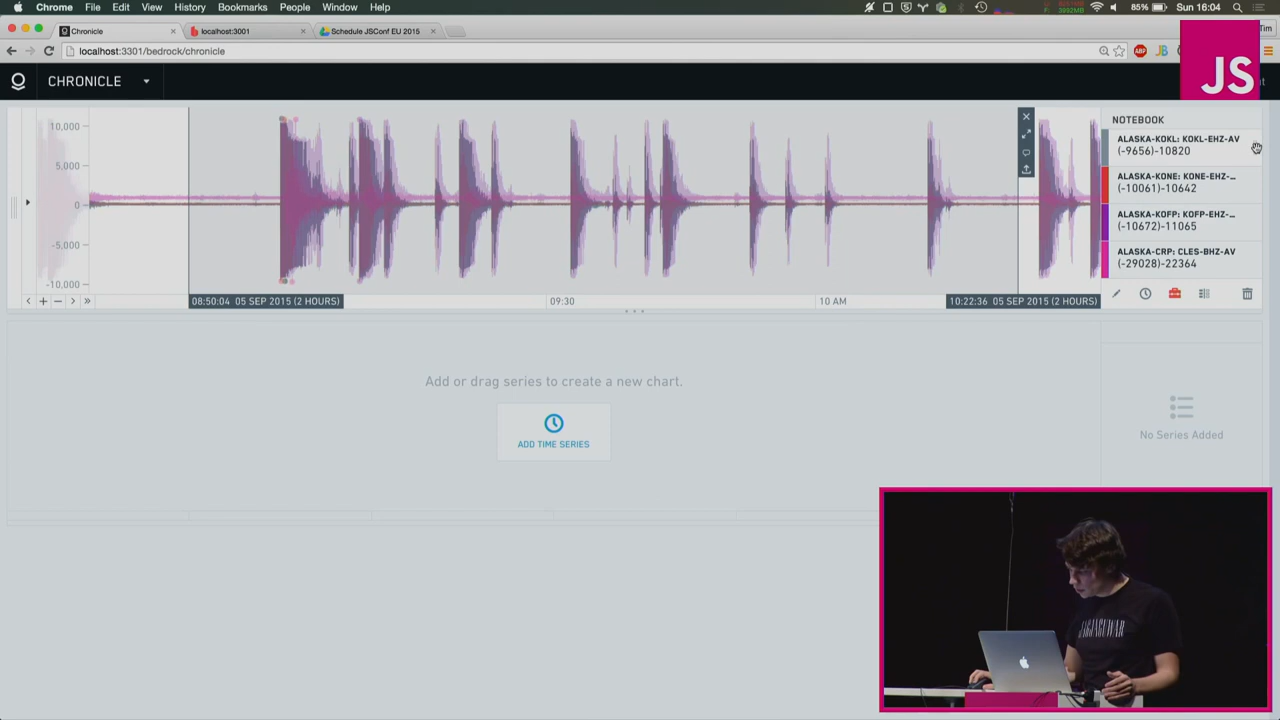 Chrome File Edit View History Bookmarks People Window Help
85% Sun 16:04
Chronicle
localhost:3301
Schedule JSConf EU 2015
Tim
localhost:3301/bedrock/chronicle
ABP
JB
JS
CHRONICLE
NOTEBOOK
10,000
5,000
0
-5,000
-10,000
ALASKA-KOKL: KOKL-EHZ-AV
(-9656)-10820
ALASKA-KONE: KONE-EHZ-...
(-10061)-10642
ALASKA-KOFP: KOFP-EHZ-...
(-10672)-11065
ALASKA-CRP: CLES-BHZ-AV
(-29028)-22364
08:50:04 05 SEP 2015 (2 HOURS)
09:30
10 AM
10:22:36 05 SEP 2015 (2 HOURS)
Add or drag series to create a new chart.
ADD TIME SERIES
No Series Added